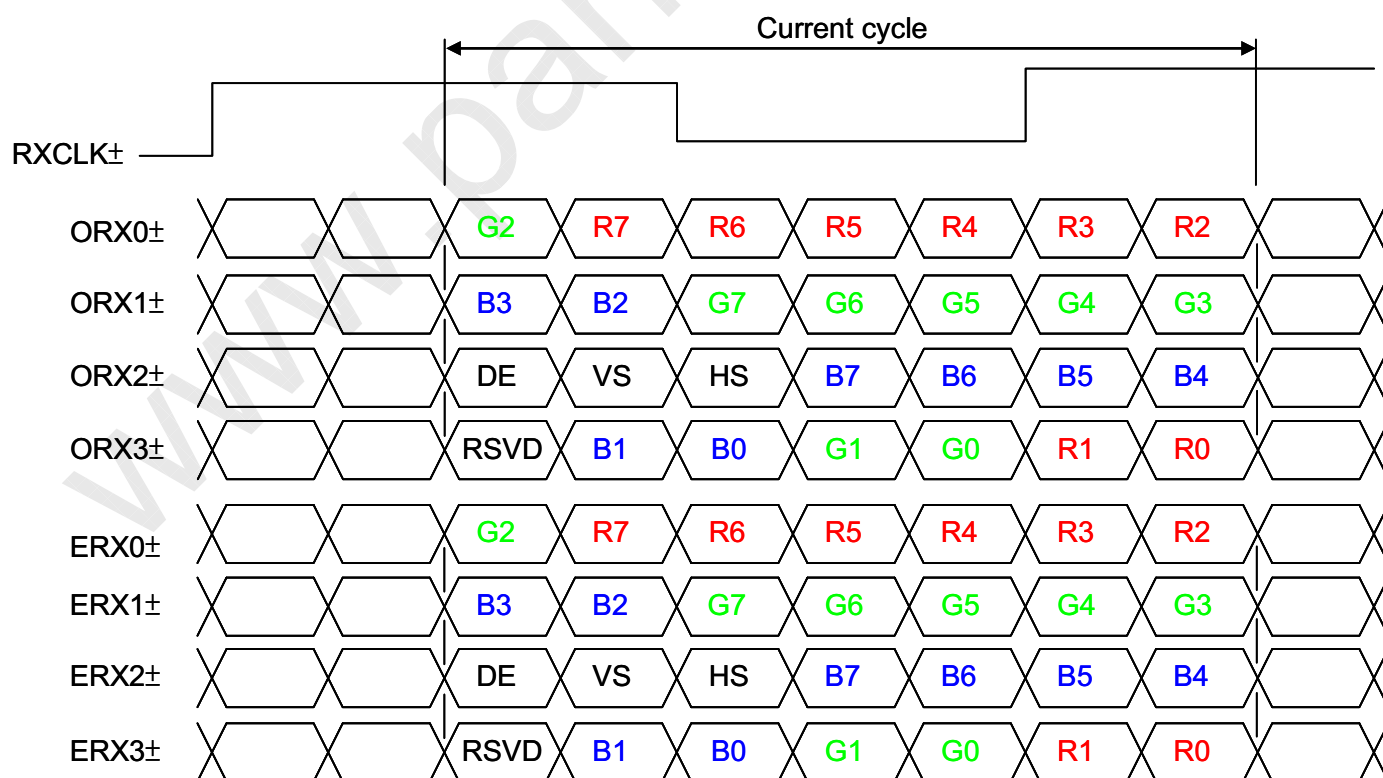 Current cycle
RXCLK±
ORX0± G2 R7 R6 R5 R4 R3 R2
ORX1± B3 B2 G7 G6 G5 G4 G3
ORX2± DE VS HS B7 B6 B5 B4
ORX3± RSVD B1 B0 G1 G0 R1 R0
ERX0± G2 R7 R6 R5 R4 R3 R2
ERX1± B3 B2 G7 G6 G5 G4 G3
ERX2± DE VS HS B7 B6 B5 B4
ERX3± RSVD B1 B0 G1 G0 R1 R0
www.pan